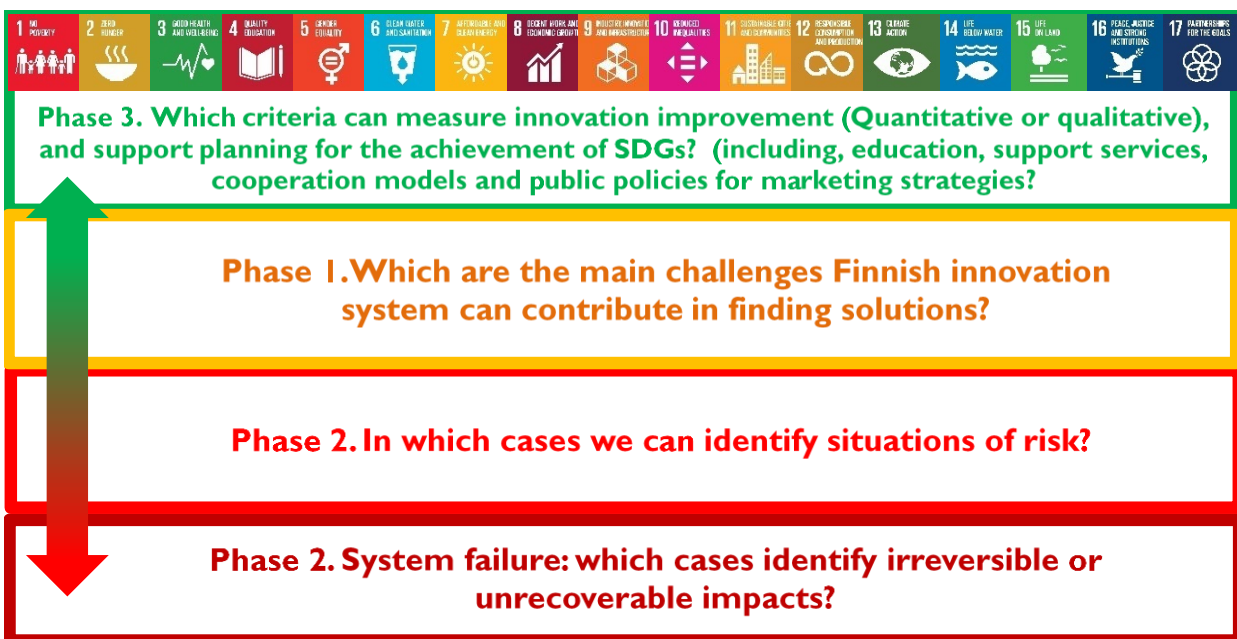 1 NO POVERTY
2 ZERO HUNGER
3 GOOD HEALTH AND WELL-BEING
4 QUALITY EDUCATION
5 GENDER EQUALITY
6 CLEAN WATER AND SANITATION
7 AFFORDABLE AND CLEAN ENERGY
8 DECENT WORK AND ECONOMIC GROWTH
9 INDUSTRY, INNOVATION AND INFRASTRUCTURE
10 REDUCED INEQUALITIES
11 SUSTAINABLE CITIES AND COMMUNITIES
12 RESPONSIBLE CONSUMPTION AND PRODUCTION
13 CLIMATE ACTION
14 LIFE BELOW WATER
15 LIFE ON LAND
16 PEACE, JUSTICE AND STRONG INSTITUTIONS
17 PARTNERSHIPS FOR THE GOALS
Phase 3. Which criteria can measure innovation improvement (Quantitative or qualitative),
and support planning for the achievement of SDGs? (including, education, support services,
cooperation models and public policies for marketing strategies?
Phase 1. Which are the main challenges Finnish innovation
system can contribute in finding solutions?
Phase 2. In which cases we can identify situations of risk?
Phase 2. System failure: which cases identify irreversible or
unrecoverable impacts?